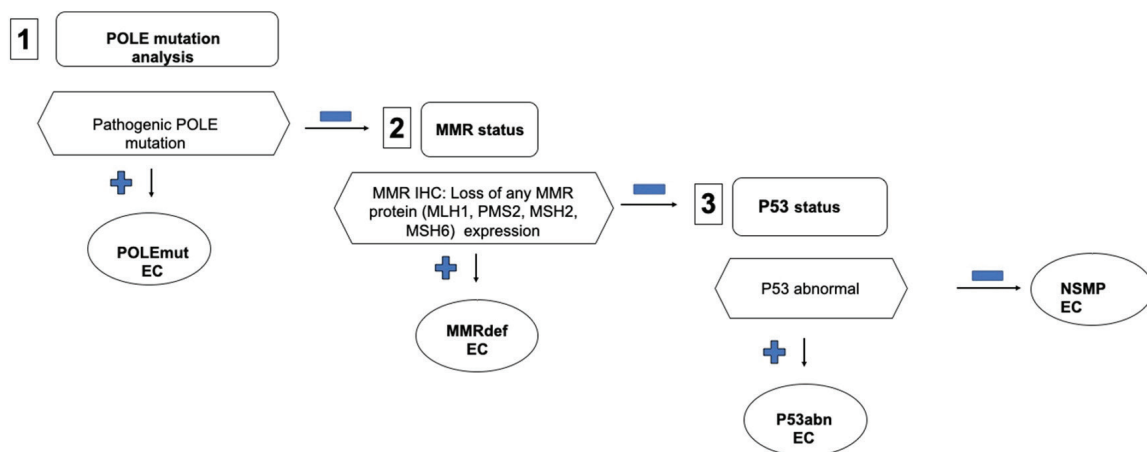 1
POLE mutation
analysis
Pathogenic POLE
mutation
POLEmut
EC
2
MMR status
MMR IHC: Loss of any MMR
protein (MLH1, PMS2, MSH2,
MSH6) expression
MMRdef
EC
3
P53 status
P53 abnormal
P53abn
EC
NSMP
EC